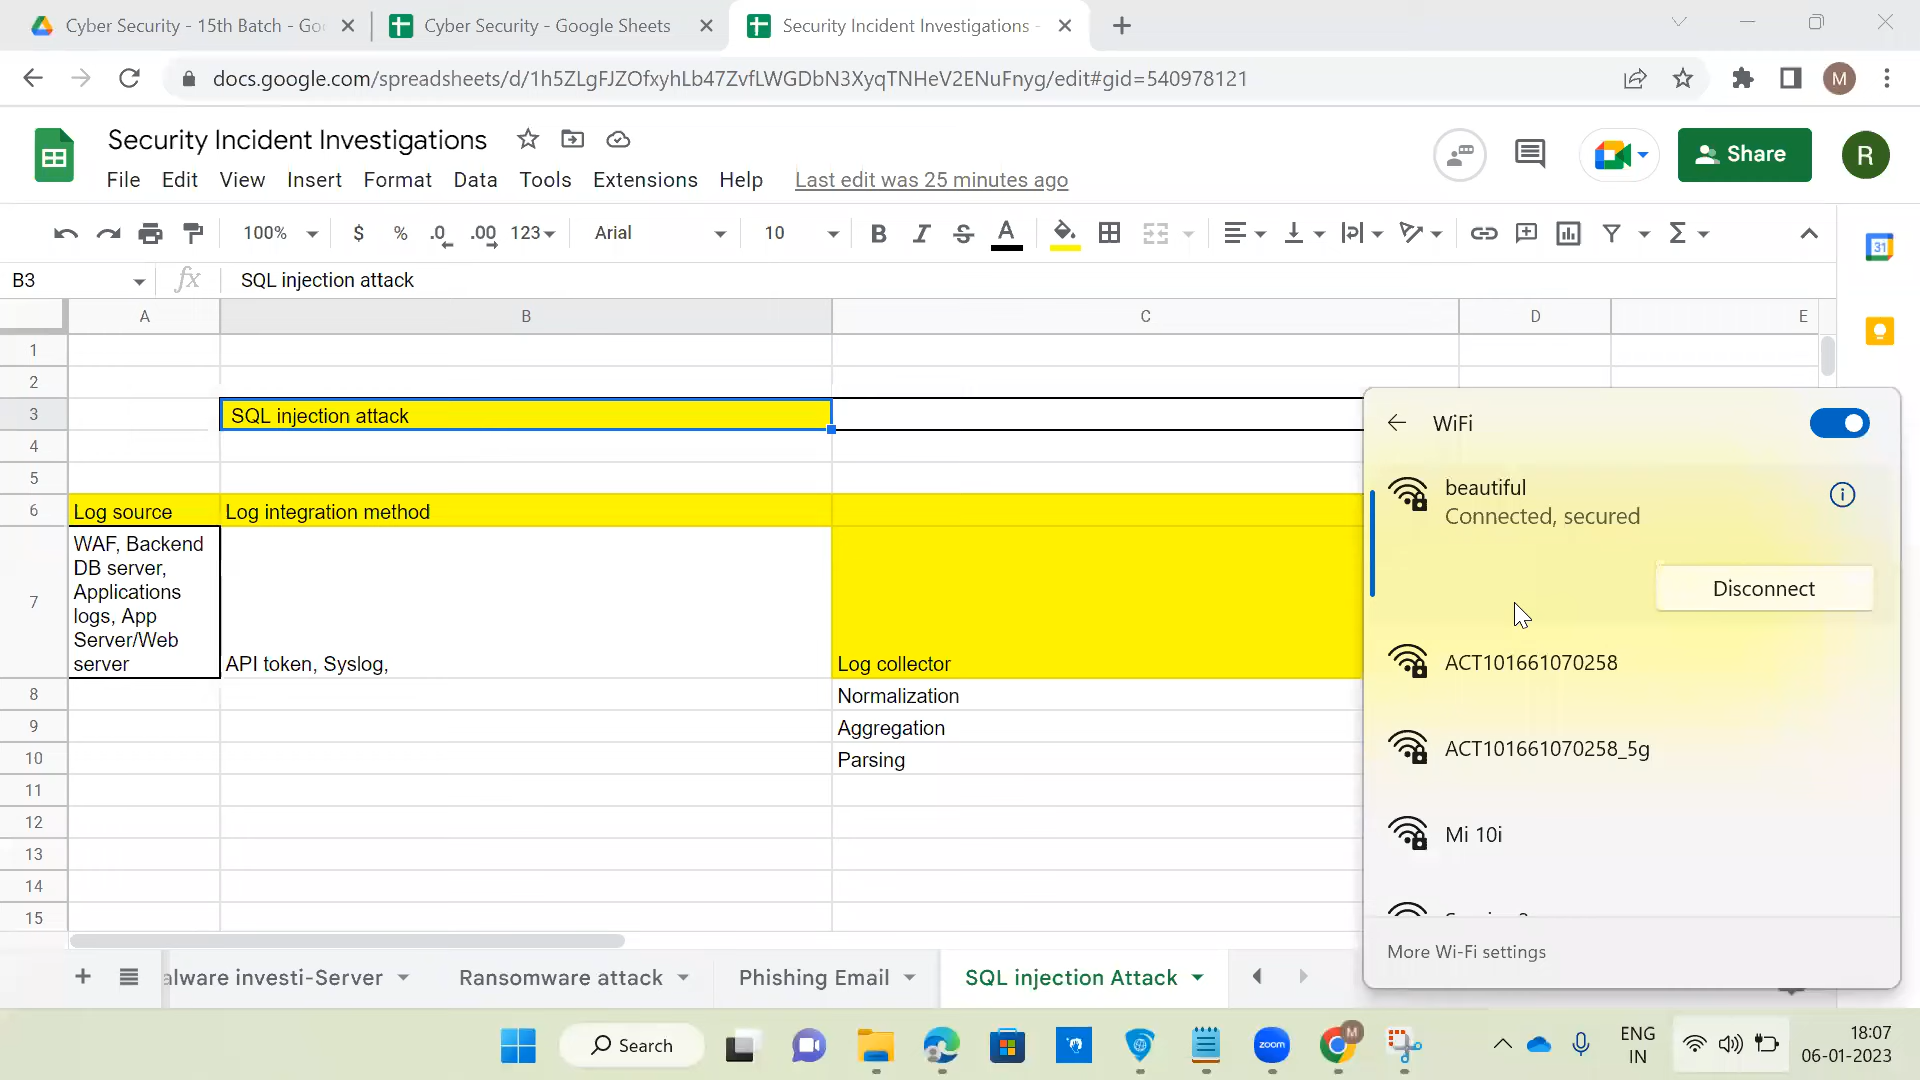 Cyber Security - 15th Batch - Go
Cyber Security - Google Sheets
Security Incident Investigations -
docs.google.com/spreadsheets/d/1h5ZLgFJZOfxyhLb47ZvfLWGDbN3XyqTNHeV2ENuFnyg/edit#gid=540978121
M
Security Incident Investigations
Share
R
File Edit View Insert Format Data Tools Extensions Help Last edit was 25 minutes ago
100% $ % .0 .00 123 Arial 10 B I S A
31
B3 fx SQL injection attack
A B C D E
1
2
3 SQL injection attack
4
5
6 Log source Log integration method
7 WAF, Backend
DB server,
Applications
logs, App
Server/Web
server API token, Syslog, Log collector
8 Normalization
9 Aggregation
10 Parsing
11
12
13
14
15
WiFi
beautiful
Connected, secured
Disconnect
ACT101661070258
ACT101661070258_5g
Mi 10i
More Wi-Fi settings
alware investi-Server Ransomware attack Phishing Email SQL injection Attack
Search
zoom
M
ENG
IN
18:07
06-01-2023